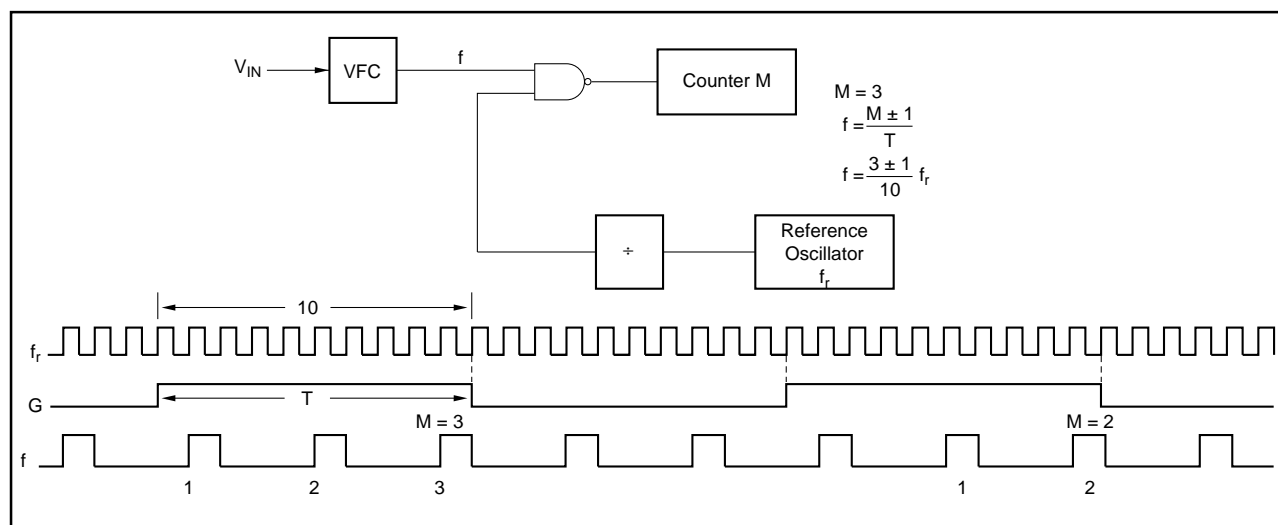 V_IN
VFC
f
Counter M
M = 3
f = (M ± 1)/T
f = (3 ± 1)/10 f_r
÷
Reference
Oscillator
f_r
10
f_r
G
T
M = 3
M = 2
f
1 2 3 1 2